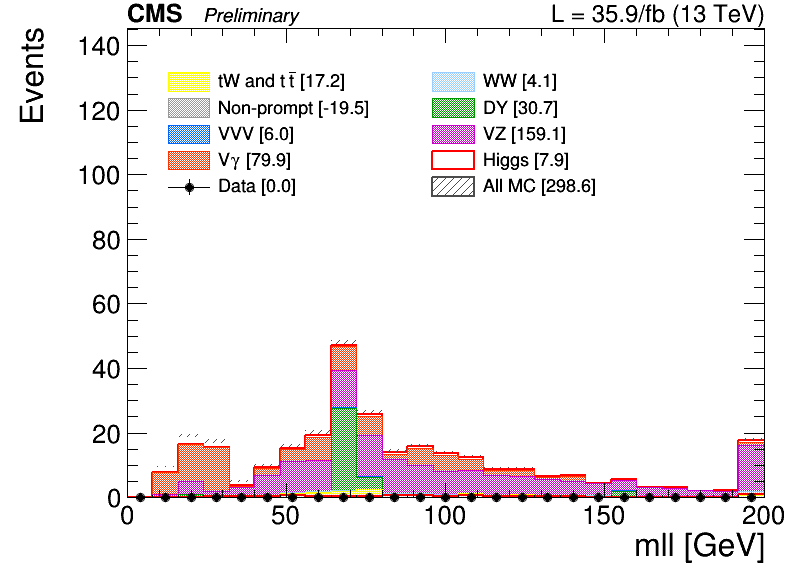 CMS Preliminary L = 35.9/fb (13 TeV)
Events
140
120
100
80
60
40
20
0
tW and tt̅ [17.2] WW [4.1]
Non-prompt [-19.5] DY [30.7]
VVV [6.0] VZ [159.1]
Vγ [79.9] Higgs [7.9]
Data [0.0] All MC [298.6]
0 50 100 150 200
mll [GeV]